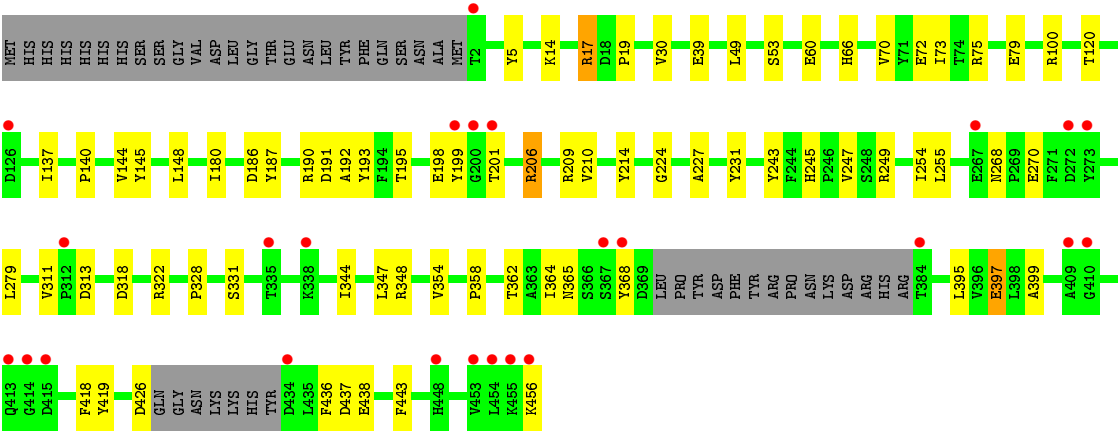 MET HIS HIS HIS HIS HIS HIS SER SER GLY VAL ASP LEU GLY THR GLU ASN LEU TYR PHE GLN SER ASN ALA MET T2 Y5 K14 R17 D18 P19 V30 E39 L49 S53 E60 H66 V70 Y71 E72 I73 T74 R75 E79 R100 T120
D126 I137 P140 V144 Y145 L148 I180 D186 Y187 R190 D191 A192 Y193 F194 T195 E198 Y199 G200 T201 R206 R209 V210 Y214 G224 A227 Y231 Y243 F244 H245 P246 V247 S248 R249 I254 L255 E267 N268 P269 E270 F271 D272 Y273
L279 V311 P312 D313 D318 R322 P328 S331 T335 K338 I344 L347 R348 V354 P358 T362 A363 I364 N365 S366 S367 Y368 D369 LEU PRO TYR ASP PHE TYR ARG PRO ASN LYS ASP ARG HIS ARG T384 L395 V396 E397 L398 A399 A409 G410
Q413 G414 D415 F418 Y419 D426 GLN GLY ASN LYS LYS HIS TYR D434 L435 F436 D437 E438 F443 H448 V453 L454 K455 K456